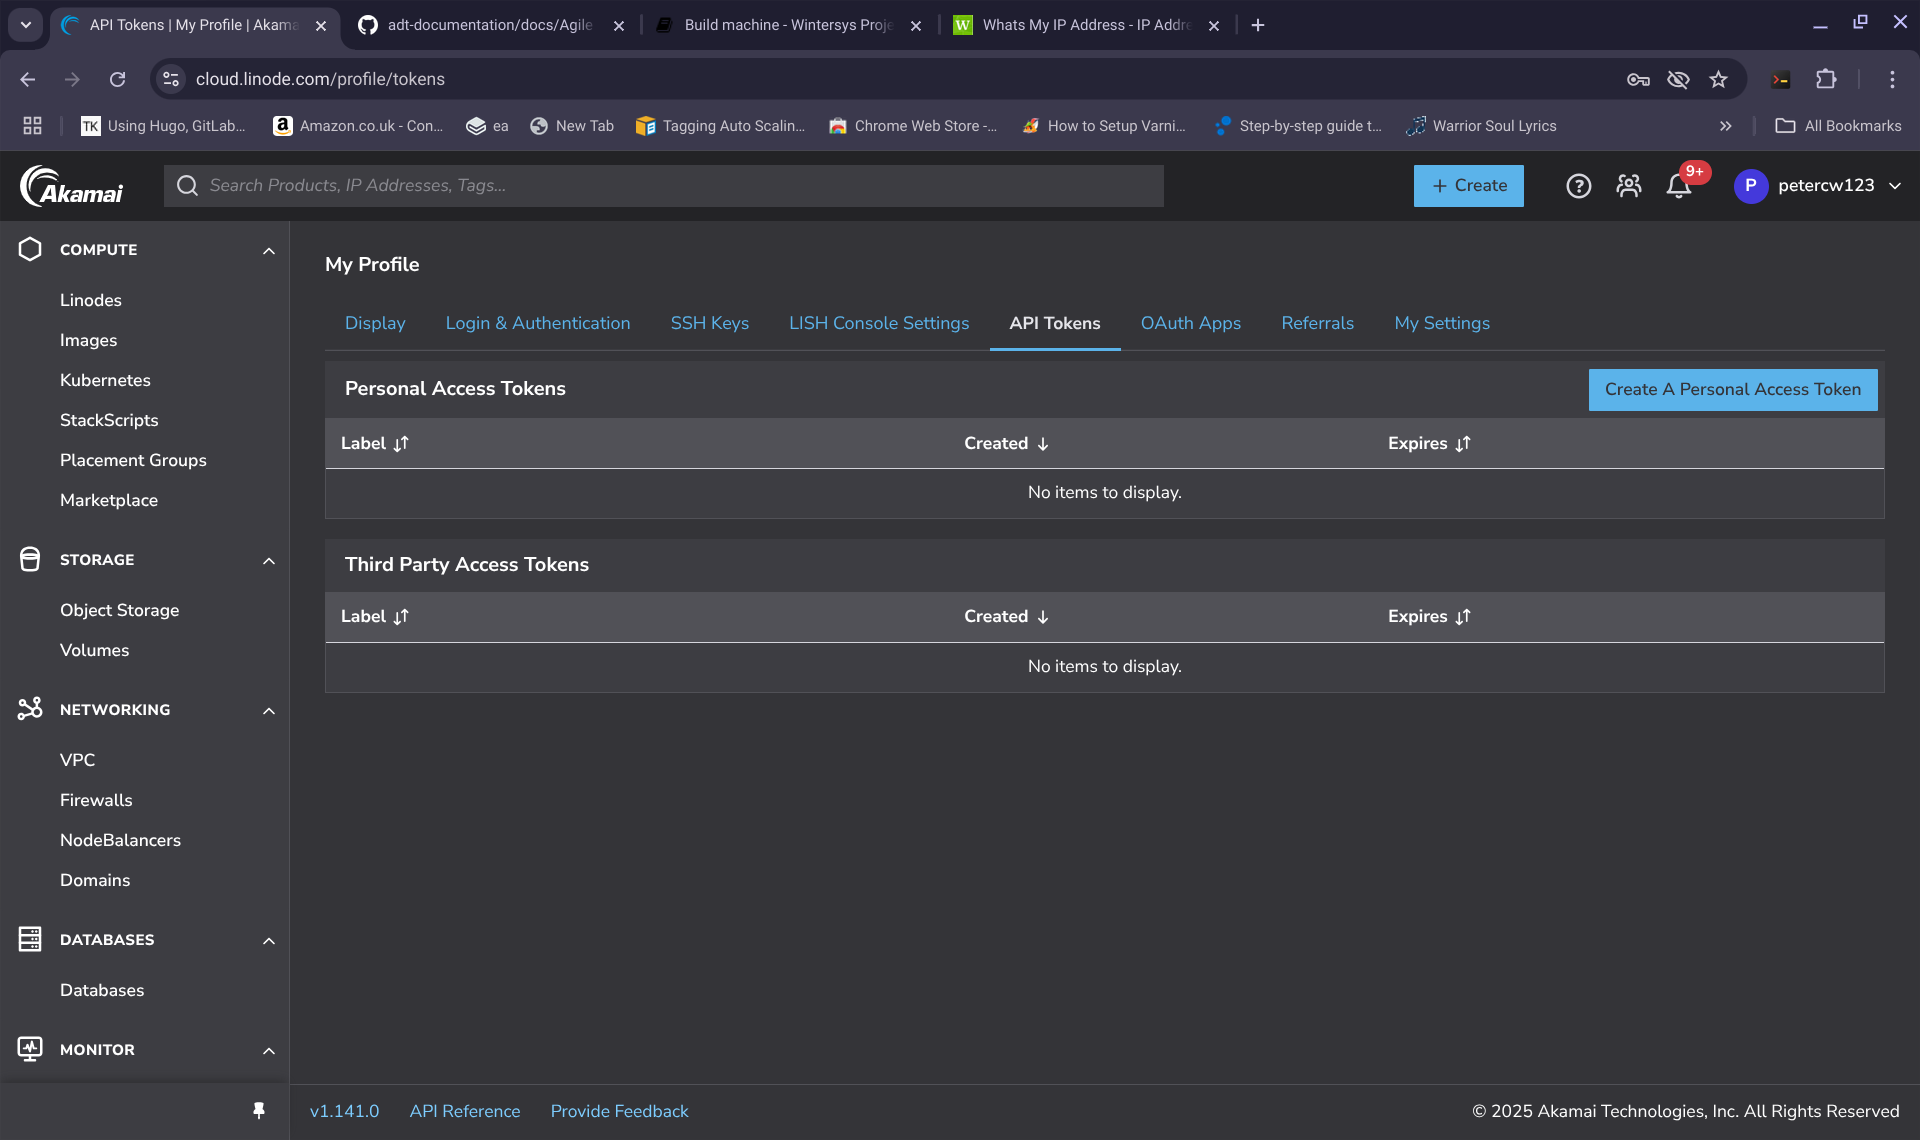 API Tokens | My Profile | Akama
adt-documentation/docs/Agile
Build machine - Wintersys Proje
W
Whats My IP Address - IP Addre
cloud.linode.com/profile/tokens
TK
Using Hugo, GitLab...
a
Amazon.co.uk - Con...
ea
New Tab
Tagging Auto Scalin...
Chrome Web Store -...
How to Setup Varni...
Step-by-step guide t...
Warrior Soul Lyrics
All Bookmarks
Akamai
Search Products, IP Addresses, Tags...
+ Create
?
9+
P
petercw123
COMPUTE
Linodes
Images
Kubernetes
StackScripts
Placement Groups
Marketplace
STORAGE
Object Storage
Volumes
NETWORKING
VPC
Firewalls
NodeBalancers
Domains
DATABASES
Databases
MONITOR
My Profile
Display
Login & Authentication
SSH Keys
LISH Console Settings
API Tokens
OAuth Apps
Referrals
My Settings
Personal Access Tokens
Create A Personal Access Token
Label
Created
Expires
No items to display.
Third Party Access Tokens
Label
Created
Expires
No items to display.
v1.141.0
API Reference
Provide Feedback
© 2025 Akamai Technologies, Inc. All Rights Reserved